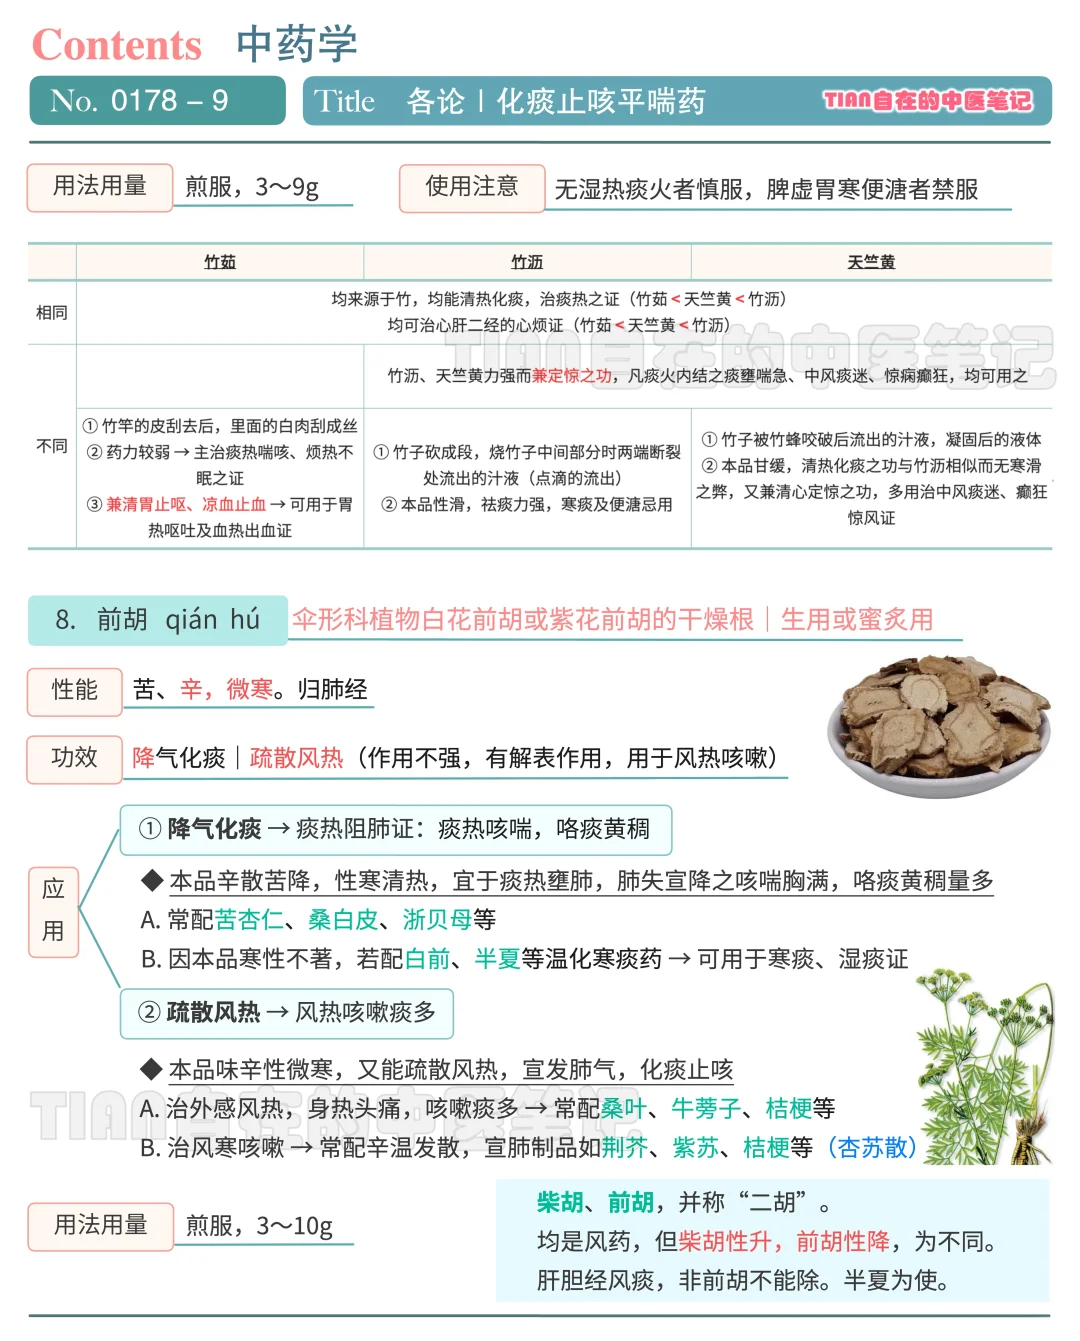 Contents 中药学
No. 0178 – 9
Title 各论｜化痰止咳平喘药
TIAN自在的中医笔记
用法用量 煎服，3～9g
使用注意 无湿热痰火者慎服，脾虚胃寒便溏者禁服
竹茹 竹沥 天竺黄
相同
均来源于竹，均能清热化痰，治痰热之证（竹茹＜天竺黄＜竹沥）
均可治心肝二经的心烦证（竹茹＜天竺黄＜竹沥）
TIAN自在的中医笔记
不同
竹沥、天竺黄力强而兼定惊之功，凡痰火内结之痰壅喘急、中风痰迷、惊痫癫狂，均可用之
① 竹竿的皮刮去后，里面的白肉刮成丝
② 药力较弱 → 主治痰热喘咳、烦热不
眠之证
③ 兼清胃止呕、凉血止血 → 可用于胃
热呕吐及血热出血证
① 竹子砍成段，烧竹子中间部分时两端断裂
处流出的汁液（点滴的流出）
② 本品性滑，祛痰力强，寒痰及便溏忌用
① 竹子被竹蜂咬破后流出的汁液，凝固后的液体
② 本品甘缓，清热化痰之功与竹沥相似而无寒滑
之弊，又兼清心定惊之功，多用治中风痰迷、癫狂
惊风证
8. 前胡 qián hú 伞形科植物白花前胡或紫花前胡的干燥根｜生用或蜜炙用
性能 苦、辛，微寒。归肺经
功效 降气化痰｜疏散风热（作用不强，有解表作用，用于风热咳嗽）
应
用
① 降气化痰 → 痰热阻肺证：痰热咳喘，咯痰黄稠
◆ 本品辛散苦降，性寒清热，宜于痰热壅肺，肺失宣降之咳喘胸满，咯痰黄稠量多
A. 常配苦杏仁、桑白皮、浙贝母等
B. 因本品寒性不著，若配白前、半夏等温化寒痰药 → 可用于寒痰、湿痰证
② 疏散风热 → 风热咳嗽痰多
◆ 本品味辛性微寒，又能疏散风热，宣发肺气，化痰止咳
TIAN自在的中医笔记
A. 治外感风热，身热头痛，咳嗽痰多 → 常配桑叶、牛蒡子、桔梗等
B. 治风寒咳嗽 → 常配辛温发散，宣肺制品如荆芥、紫苏、桔梗等（杏苏散）
用法用量 煎服，3～10g
柴胡、前胡，并称“二胡”。
均是风药，但柴胡性升，前胡性降，为不同。
肝胆经风痰，非前胡不能除。半夏为使。